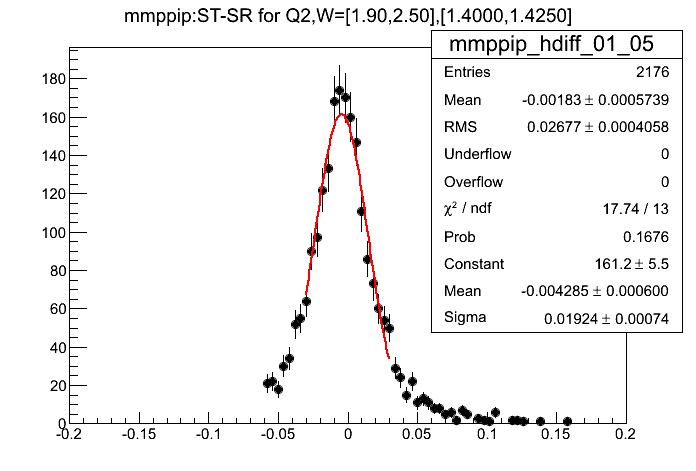 mmppip:ST-SR for Q2,W=[1.90,2.50],[1.4000,1.4250]
mmppip_hdiff_01_05
Entries 2176
Mean -0.00183 ± 0.0005739
RMS 0.02677 ± 0.0004058
Underflow 0
Overflow 0
χ² / ndf 17.74 / 13
Prob 0.1676
Constant 161.2 ± 5.5
Mean -0.004285 ± 0.000600
Sigma 0.01924 ± 0.00074
180
160
140
120
100
80
60
40
20
0
-0.2 -0.15 -0.1 -0.05 0 0.05 0.1 0.15 0.2